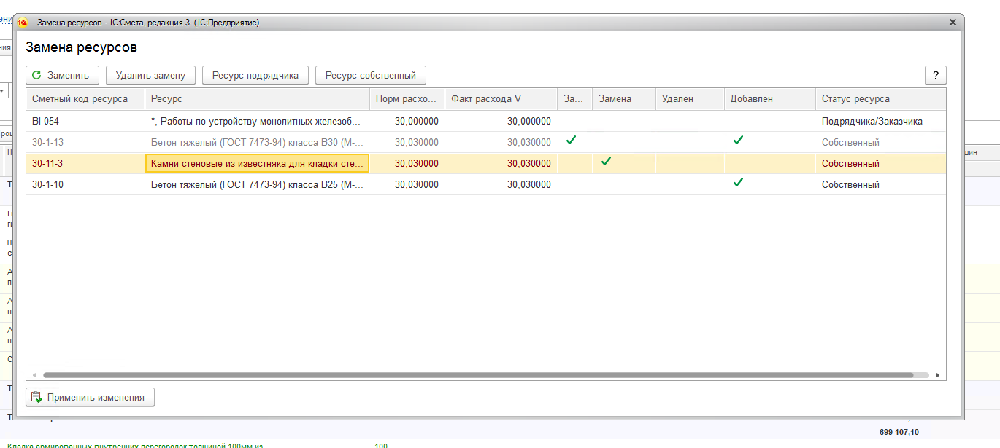 ени
Замена ресурсов - 1С:Смета, редакция 3 (1С:Предприятие)
ния
Замена ресурсов
Заменить Удалить замену Ресурс подрядчика Ресурс собственный ?
Сметный код ресурса Ресурс Норм расхо... Факт расхода V За... Замена Удален Добавлен Статус ресурса
BI-054 *, Работы по устройству монолитных железоб... 30,000000 30,000000 Подрядчика/Заказчика
30-1-13 Бетон тяжелый (ГОСТ 7473-94) класса В30 (М-... 30,030000 30,030000 Собственный
30-11-3 Камни стеновые из известняка для кладки сте... 30,030000 30,030000 Собственный
30-1-10 Бетон тяжелый (ГОСТ 7473-94) класса В25 (М-... 30,030000 30,030000 Собственный
шин
Применить изменения
699 107,10
Кладка армированных внутренних перегородок толщиной 100мм из 100